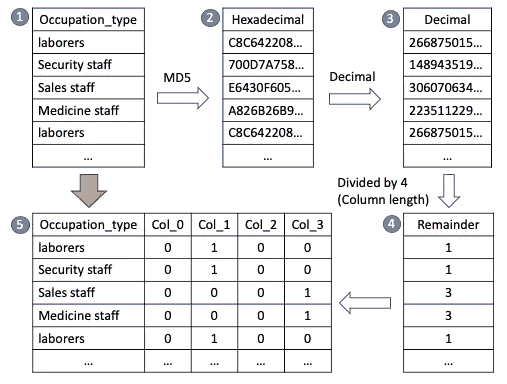 1 Occupation_type
laborers
Security staff
Sales staff
Medicine staff
laborers
...
MD5
2 Hexadecimal
C8C642208...
700D7A758...
E6430F605...
A826B26B9...
C8C642208...
...
Decimal
3 Decimal
266875015...
148943519...
306070634...
223511229...
266875015...
...
Divided by 4
(Column length)
4 Remainder
1
1
3
3
1
...
5 Occupation_type Col_0 Col_1 Col_2 Col_3
laborers 0 1 0 0
Security staff 0 1 0 0
Sales staff 0 0 0 1
Medicine staff 0 0 0 1
laborers 0 1 0 0
... ... ... ... ...